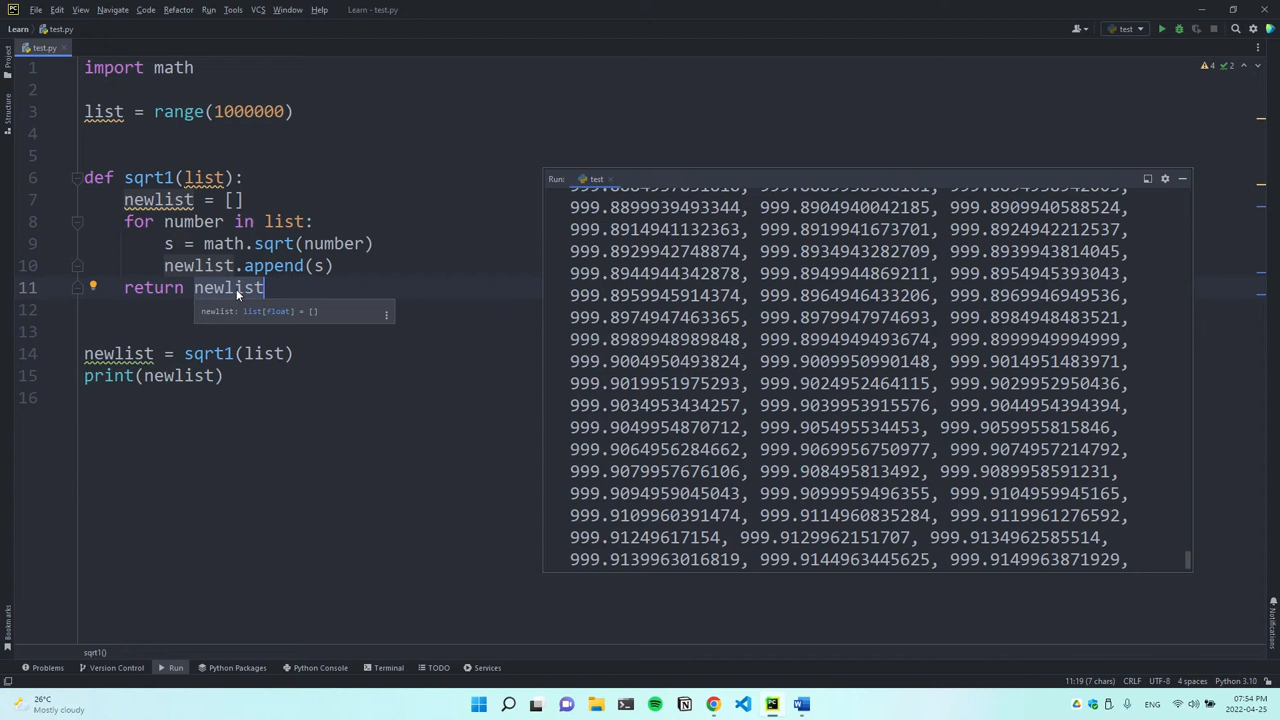 PC File Edit View Navigate Code Refactor Run Tools VCS Window Help Learn - test.py
Learn test.py test
test.py
1 import math
2
3 list = range(1000000)
4
5
6 def sqrt1(list):
7 newlist = []
8 for number in list:
9 s = math.sqrt(number)
10 newlist.append(s)
11 return newlist
newlist: list[float] = []
12
13
14 newlist = sqrt1(list)
15 print(newlist)
16
4 2
Project
Structure
Bookmarks
Notifications
Run: test
999.8899939493344, 999.8904940042185, 999.8909940588524,
999.8914941132363, 999.8919941673701, 999.8924942212537,
999.8929942748874, 999.8934943282709, 999.8939943814045,
999.8944944342878, 999.8949944869211, 999.8954945393043,
999.8959945914374, 999.8964946433206, 999.8969946949536,
999.8974947463365, 999.8979947974693, 999.8984948483521,
999.8989948989848, 999.8994949493674, 999.8999949994999,
999.9004950493824, 999.9009950990148, 999.9014951483971,
999.9019951975293, 999.9024952464115, 999.9029952950436,
999.9034953434257, 999.9039953915576, 999.9044954394394,
999.9049954870712, 999.905495534453, 999.9059955815846,
999.9064956284662, 999.9069956750977, 999.9074957214792,
999.9079957676106, 999.908495813492, 999.9089958591231,
999.9094959045043, 999.9099959496355, 999.9104959945165,
999.9109960391474, 999.9114960835284, 999.9119961276592,
999.91249617154, 999.9129962151707, 999.9134962585514,
999.9139963016819, 999.9144963445625, 999.9149963871929,
sqrt1()
Problems Version Control Run Python Packages Python Console Terminal TODO Services
11:19 (7 chars) CRLF UTF-8 4 spaces Python 3.10
26°C
Mostly cloudy
ENG
07:54 PM
2022-04-25